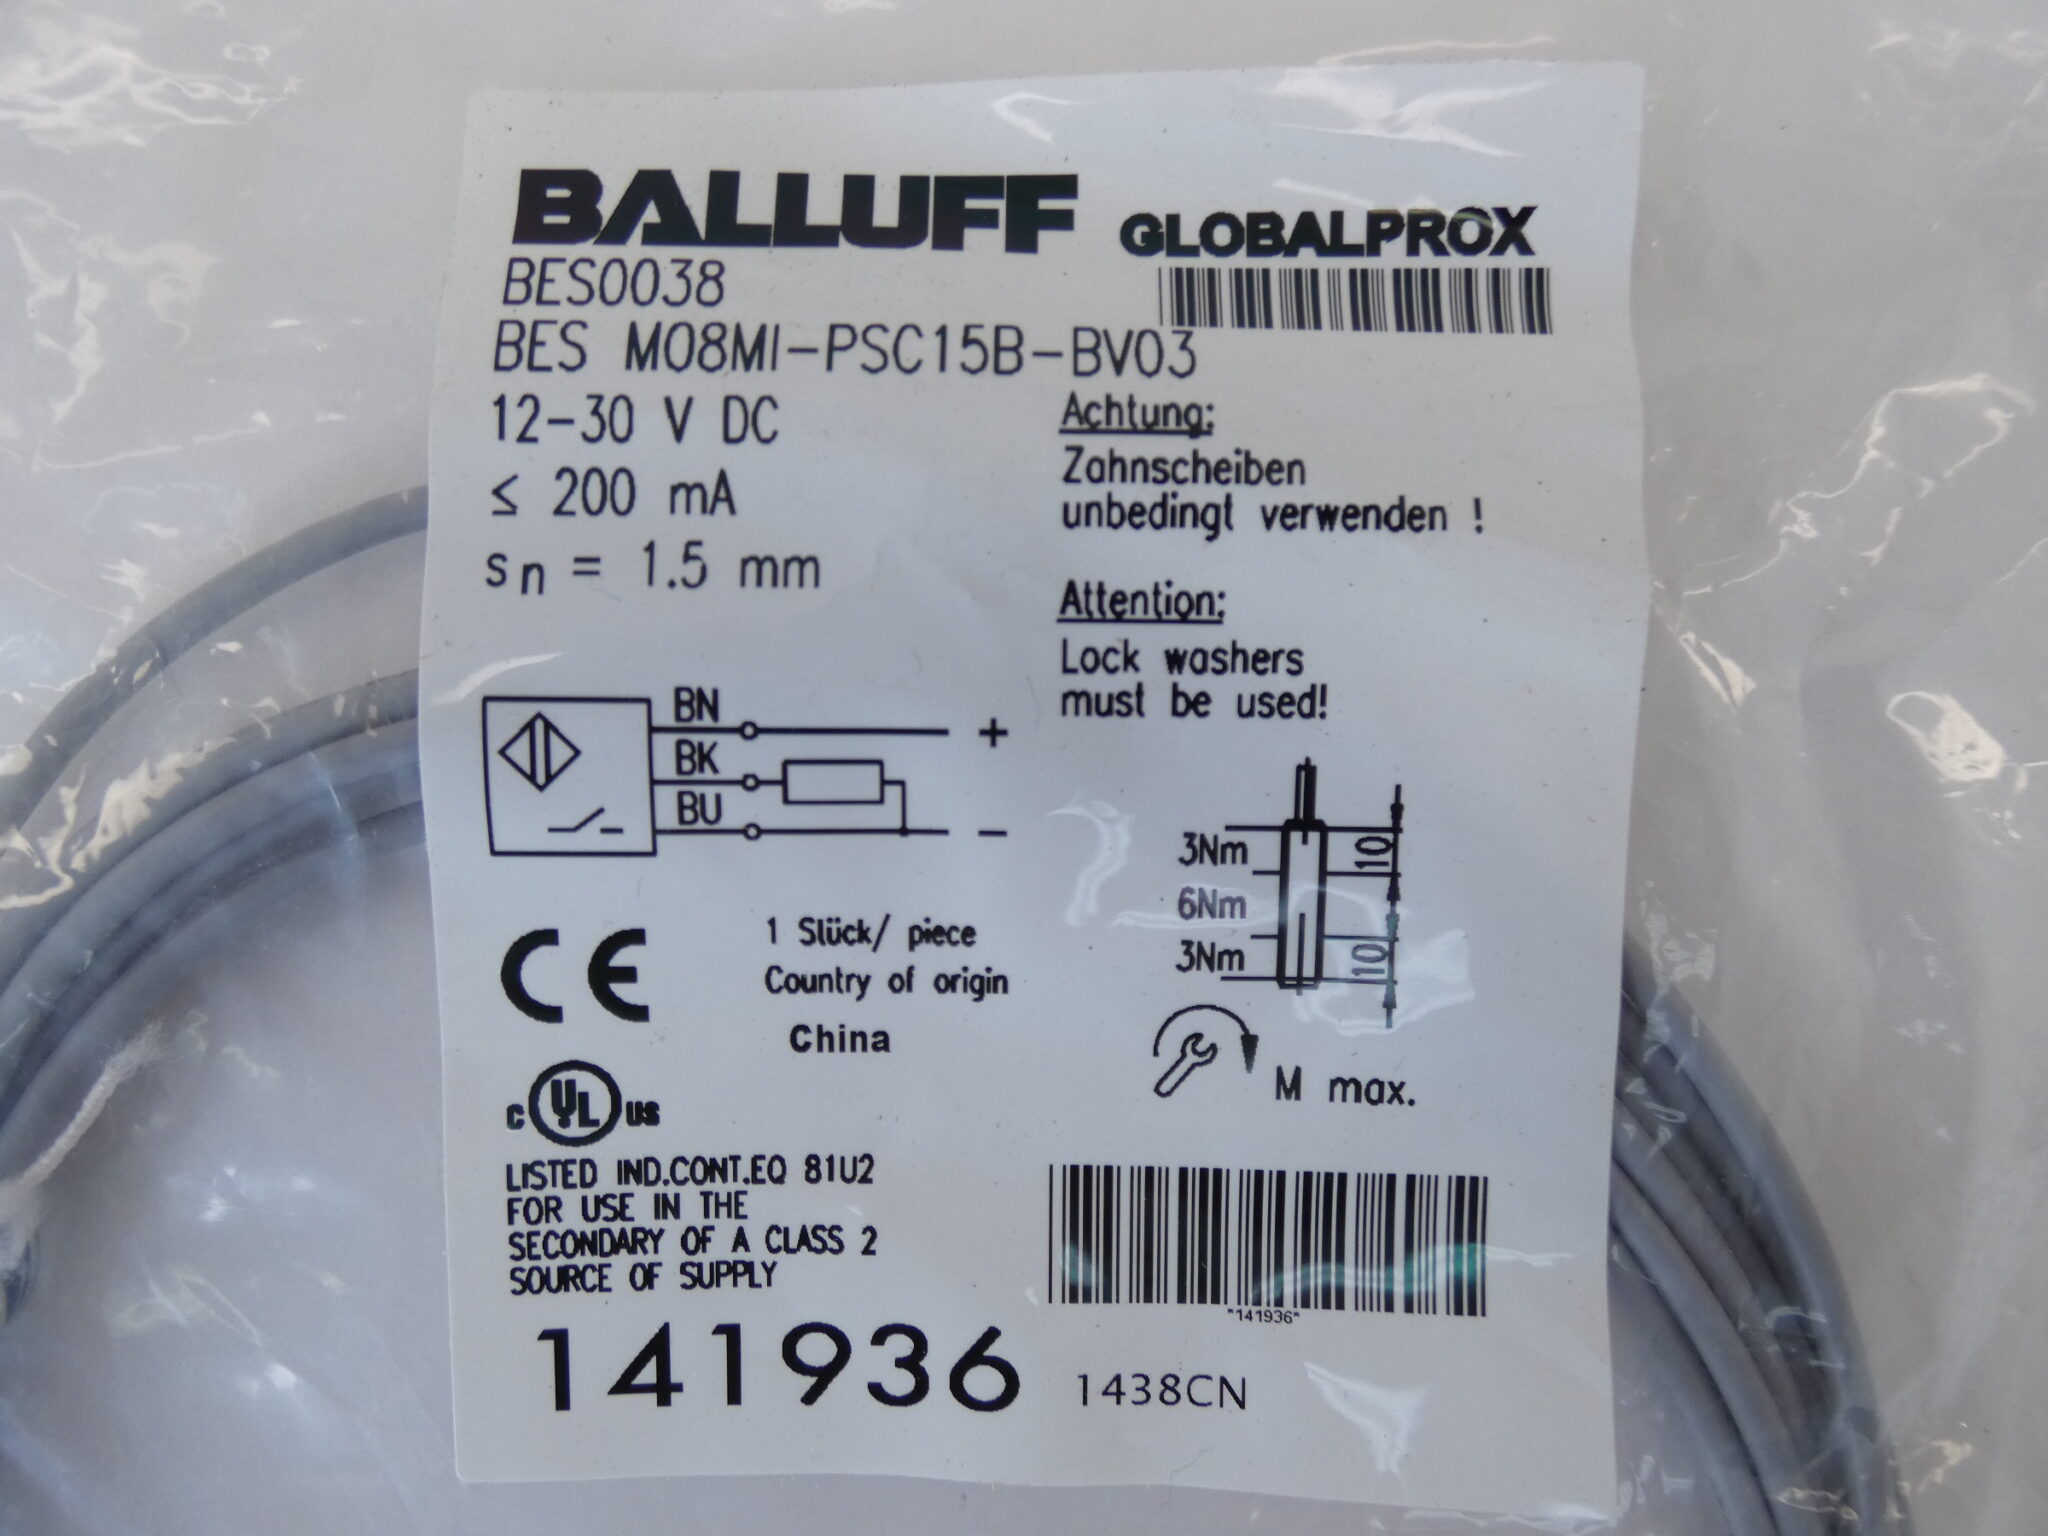 BALLUFF GLOBALPROX
BES0038
BES M08MI-PSC15B-BV03
12-30 V DC
≤ 200 mA
sn = 1.5 mm
Achtung:
Zahnscheiben
unbedingt verwenden !
Attention:
Lock washers
must be used!
BN
+
BK
BU
-
3Nm
10
6Nm
3Nm
10
M max.
CE
1 Slück/ piece
Country of origin
China
c UL us
LISTED IND.CONT.EQ 81U2
FOR USE IN THE
SECONDARY OF A CLASS 2
SOURCE OF SUPPLY
*141936*
141936
1438CN